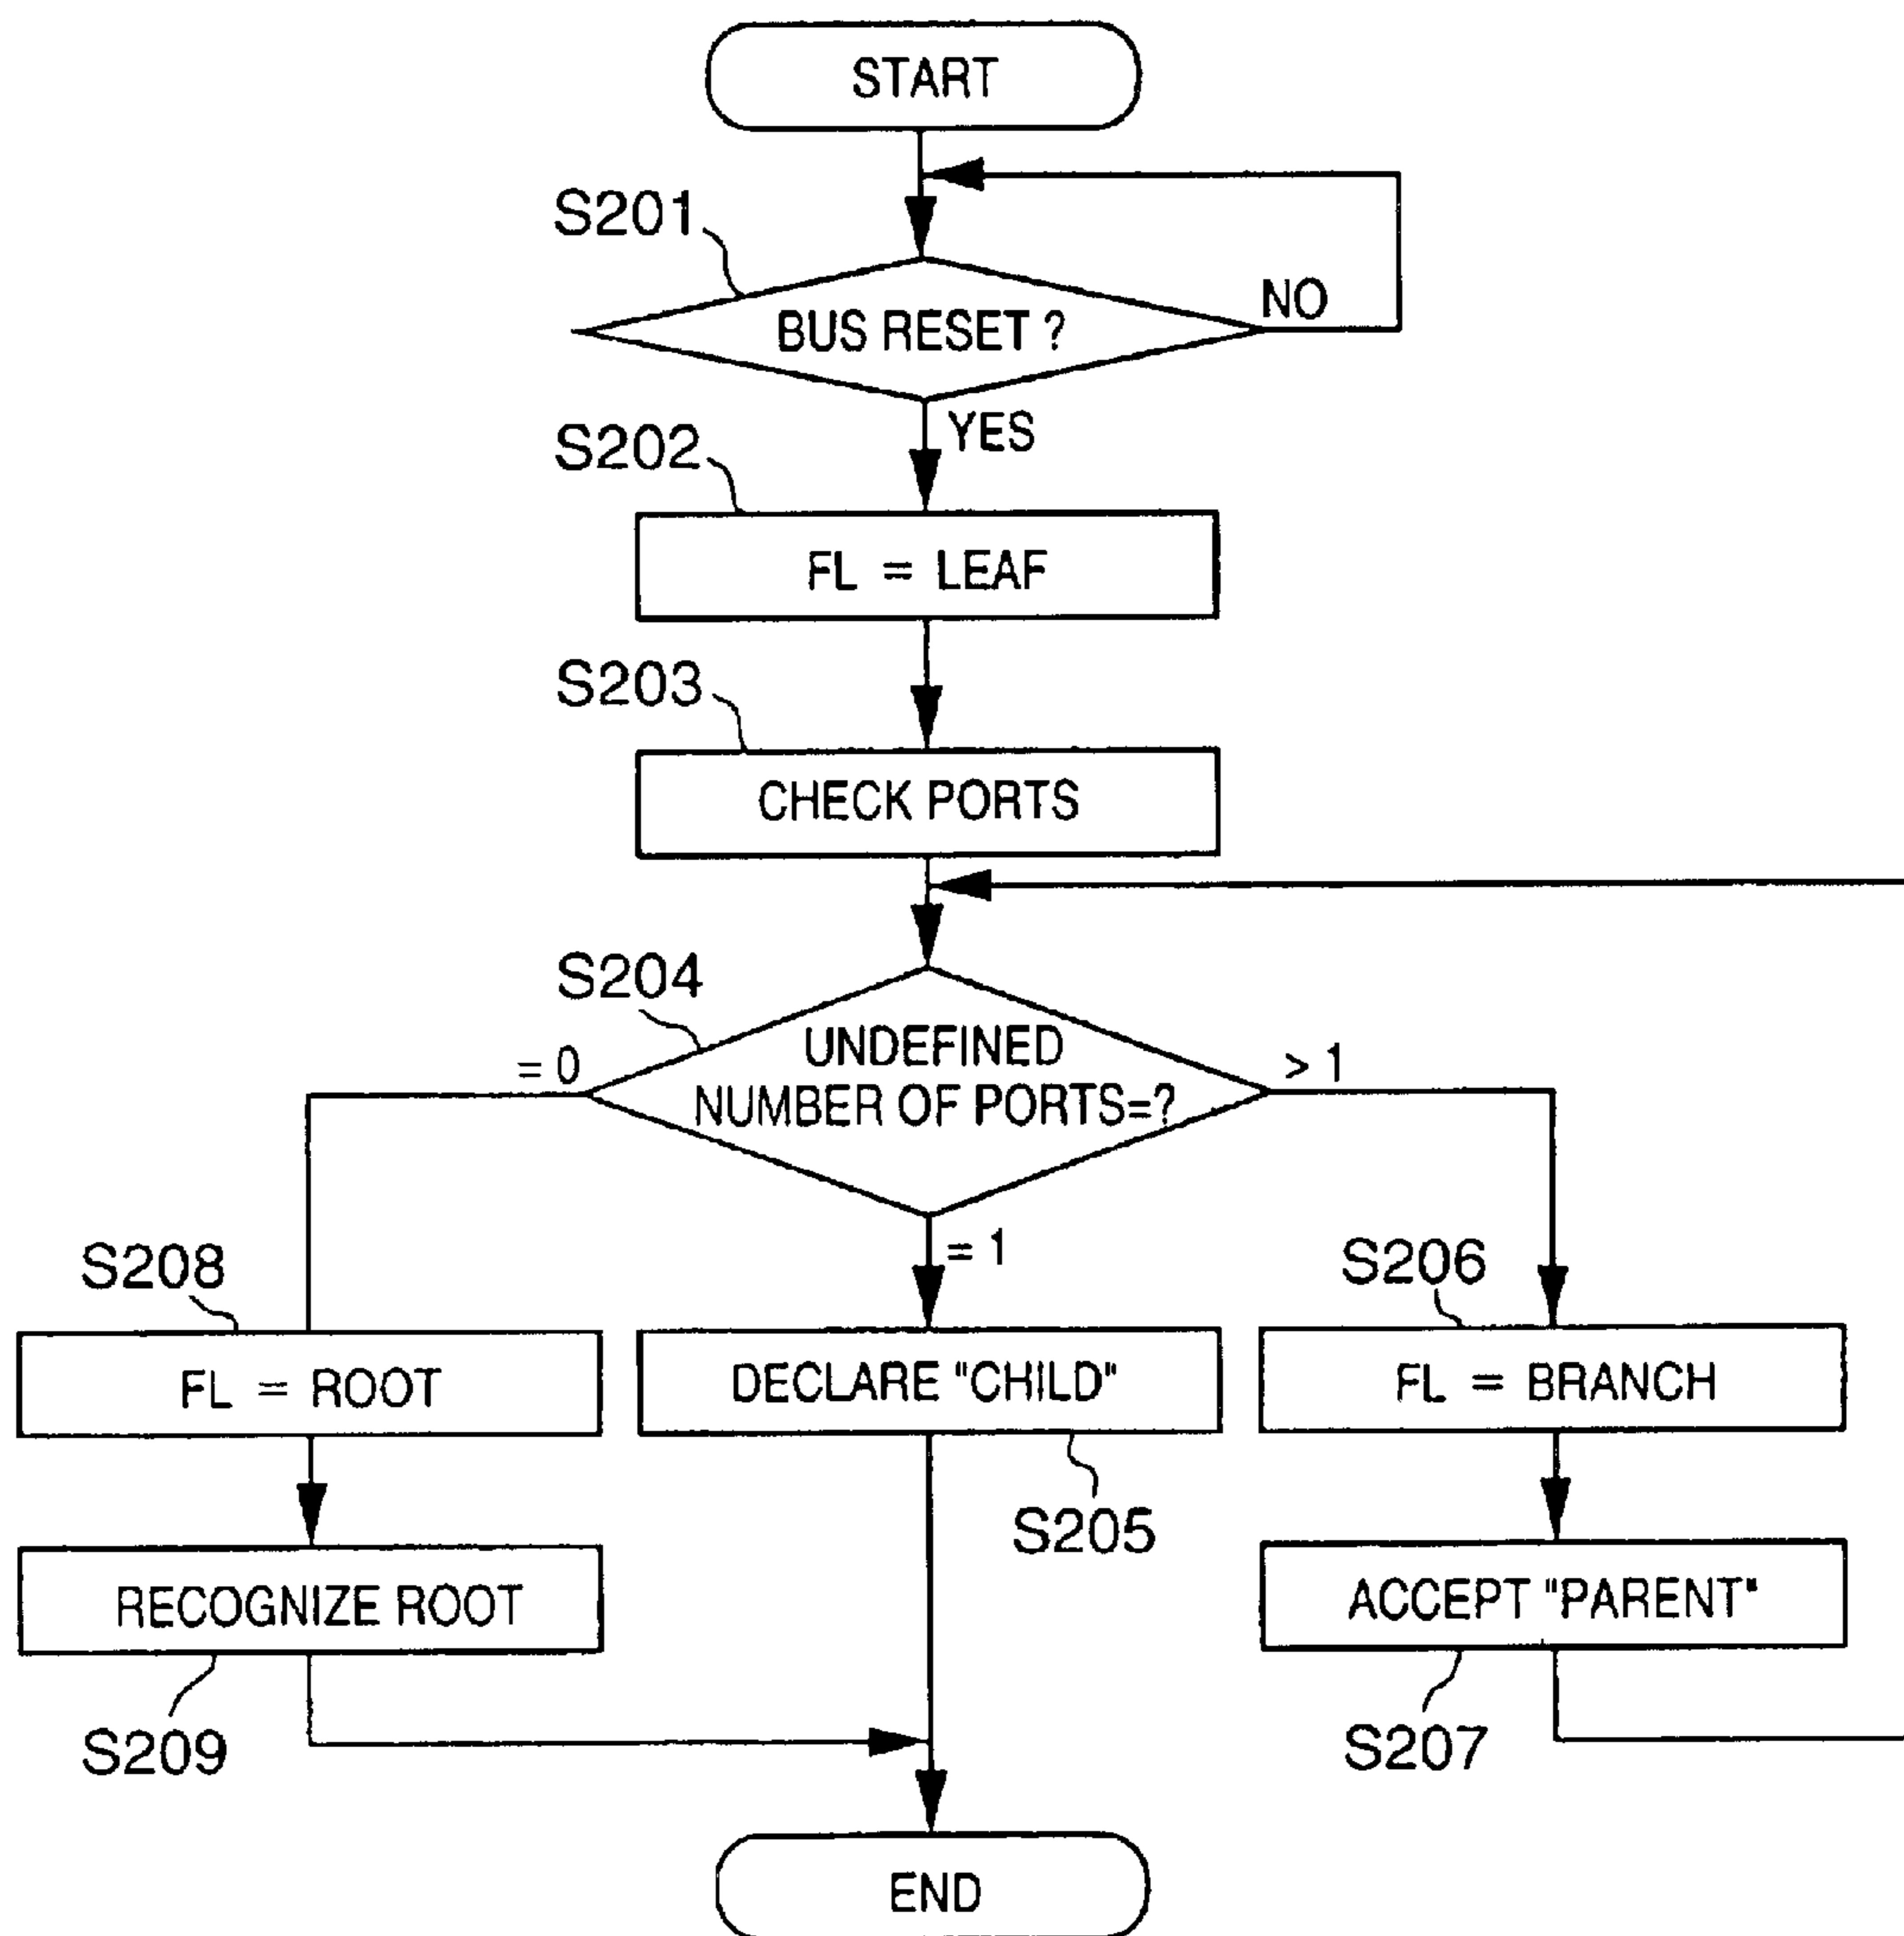 START
S201
BUS RESET ?
NO
YES
S202
FL = LEAF
S203
CHECK PORTS
S204
UNDEFINED
NUMBER OF PORTS=?
= 0
> 1
= 1
S208
S206
FL = ROOT
DECLARE "CHILD"
FL = BRANCH
S205
RECOGNIZE ROOT
ACCEPT "PARENT"
S209
S207
END